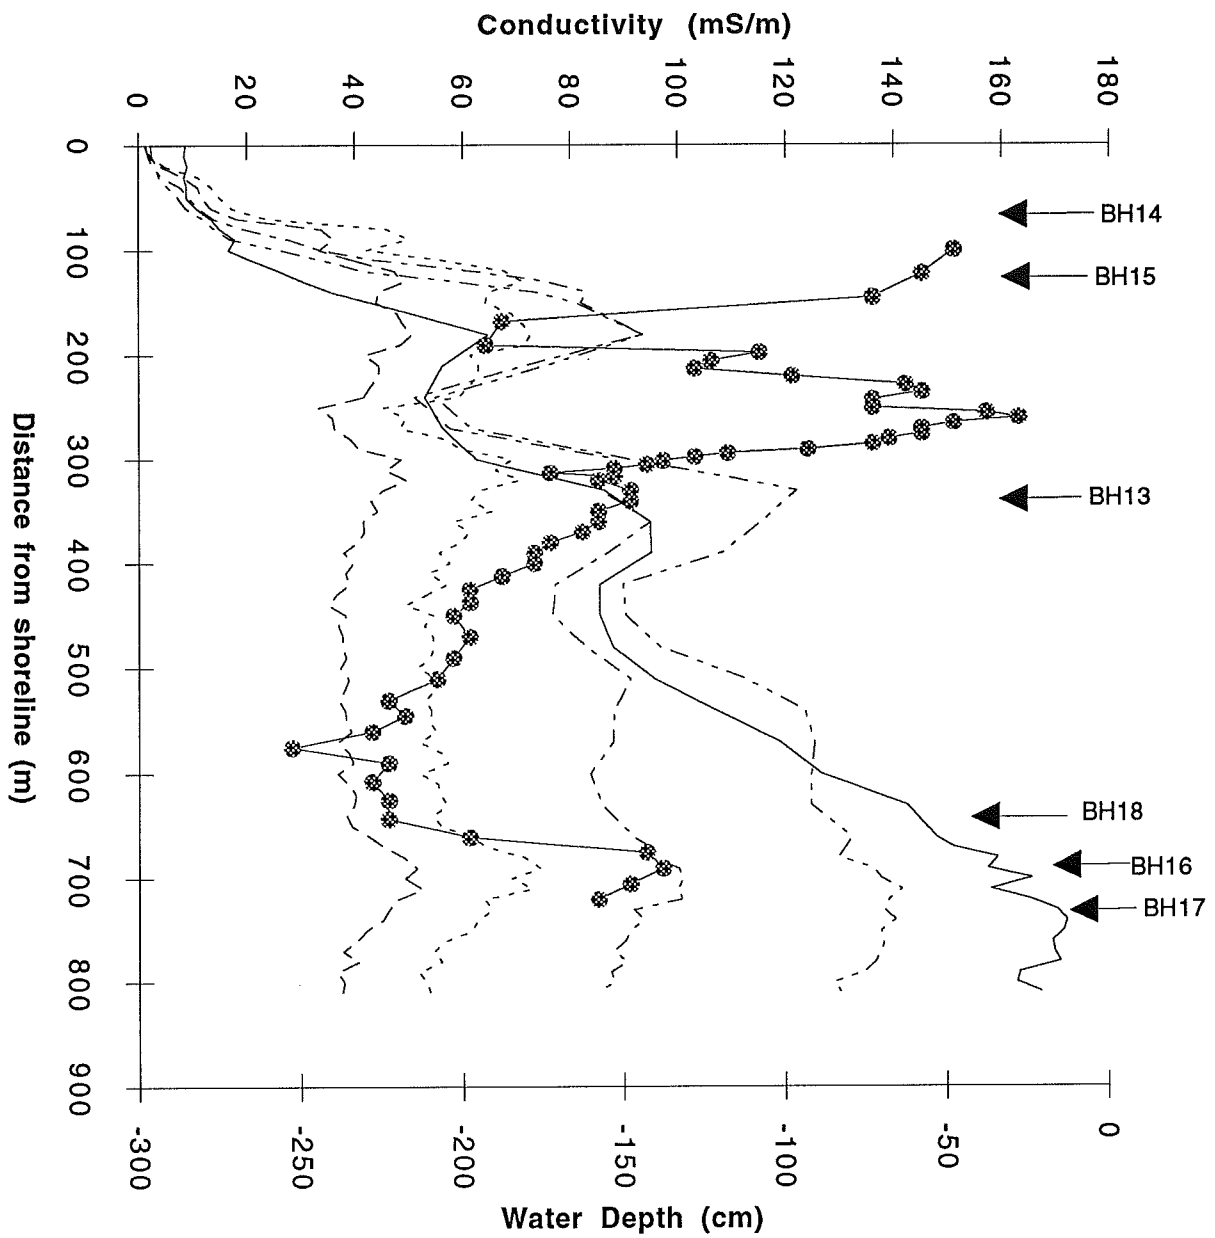 Conductivity (mS/m)
0 20 40 60 80 100 120 140 160 180
0
100
200
300
400
500
600
700
800
900
Distance from shoreline (m)
BH14
BH15
BH13
BH18
BH16
BH17
-300 -250 -200 -150 -100 -50 0
Water Depth (cm)